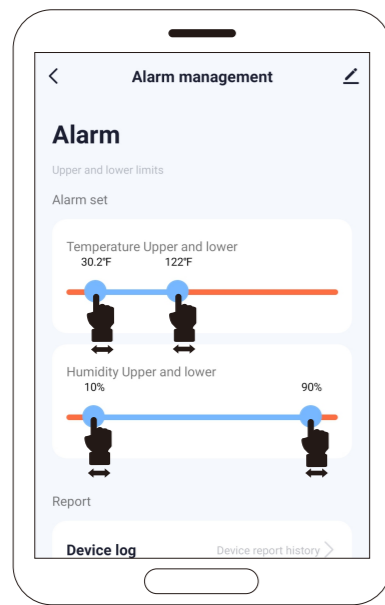 Alarm management
Alarm
Upper and lower limits
Alarm set
Temperature Upper and lower
30.2°F 122°F
Humidity Upper and lower
10% 90%
Report
Device log Device report history